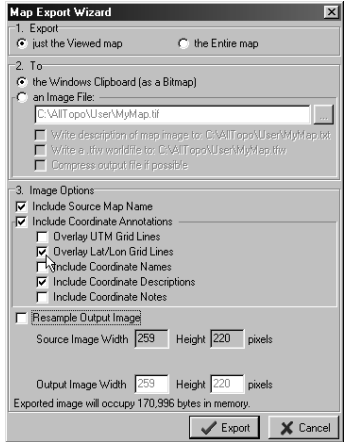 Map Export Wizard
1. Export
just the Viewed map
the Entire map
2. To
the Windows Clipboard (as a Bitmap)
an Image File:
C:\AllTopo\User\MyMap.tif
...
Write description of map image to: C:\AllTopo\User\MyMap.txt
Write a .tfw worldfile to: C:\AllTopo\User\MyMap.tfw
Compress output file if possible
3. Image Options
Include Source Map Name
Include Coordinate Annotations
Overlay UTM Grid Lines
Overlay Lat/Lon Grid Lines
Include Coordinate Names
Include Coordinate Descriptions
Include Coordinate Notes
Resample Output Image
Source Image Width 259 Height 220 pixels
Output Image Width 259 Height 220 pixels
Exported image will occupy 170,996 bytes in memory.
Export Cancel